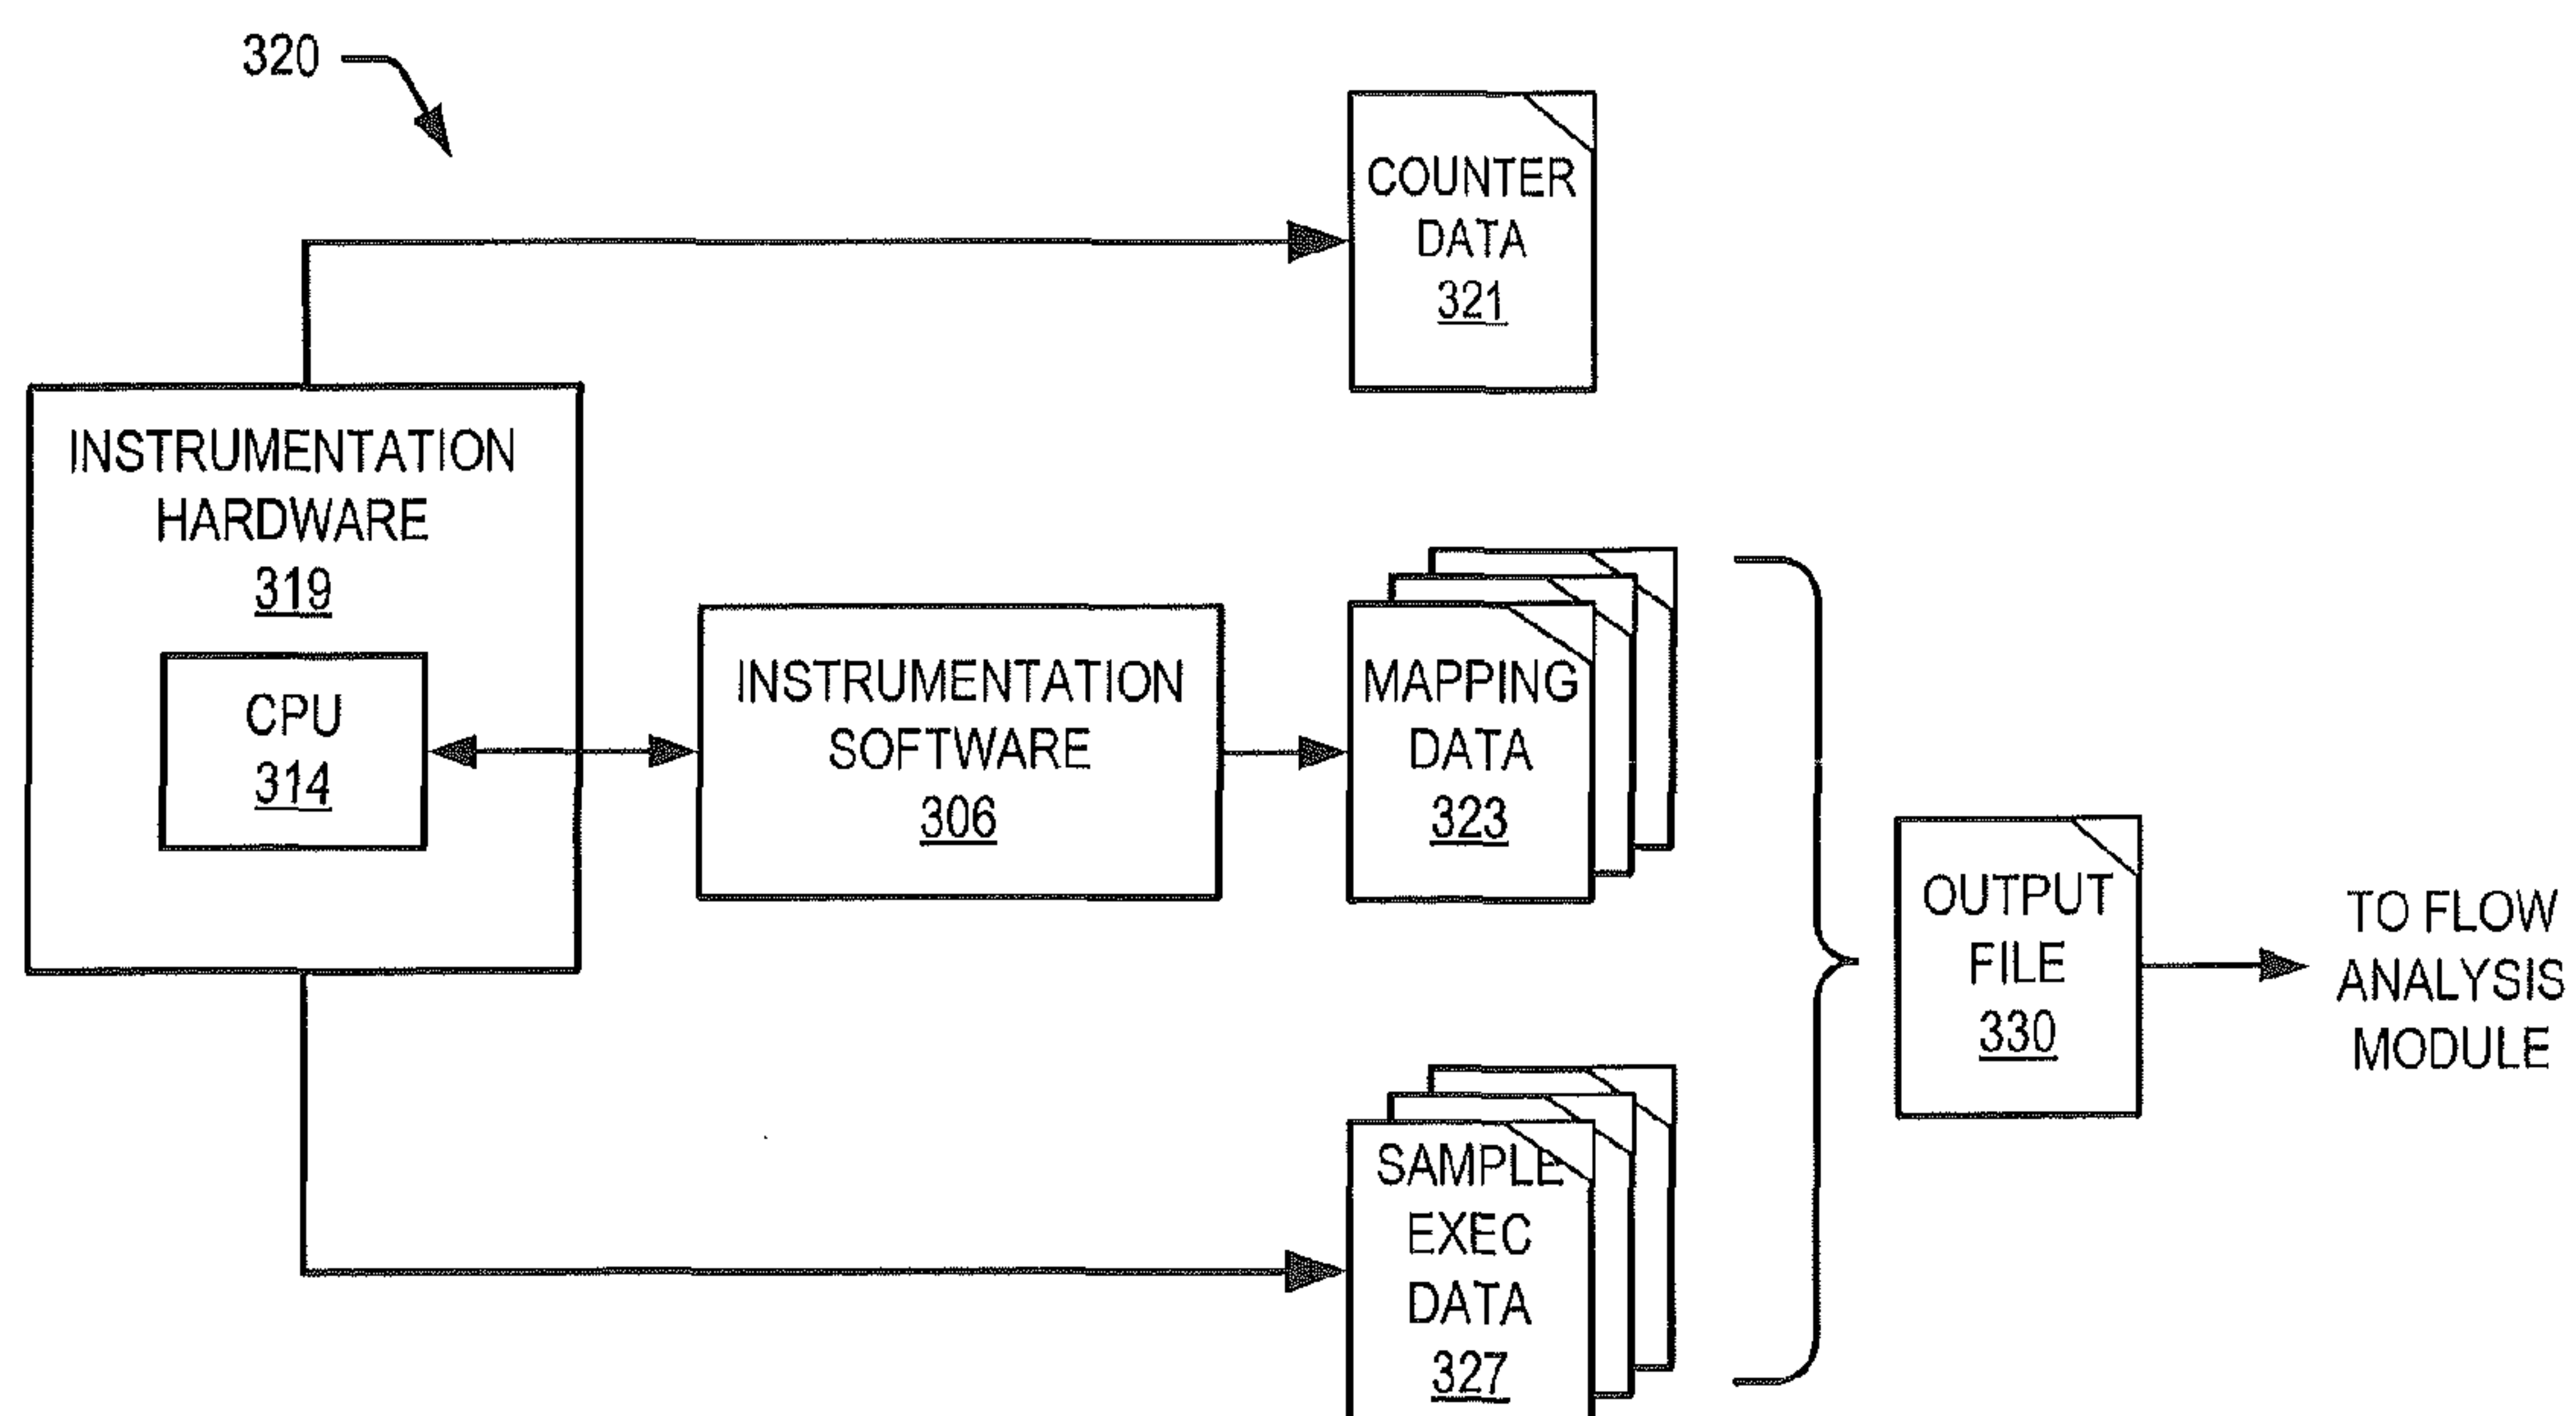 320
COUNTER
DATA
321
INSTRUMENTATION
HARDWARE
319
CPU
314
INSTRUMENTATION
SOFTWARE
306
MAPPING
DATA
323
SAMPLE
EXEC
DATA
327
OUTPUT
FILE
330
TO FLOW
ANALYSIS
MODULE